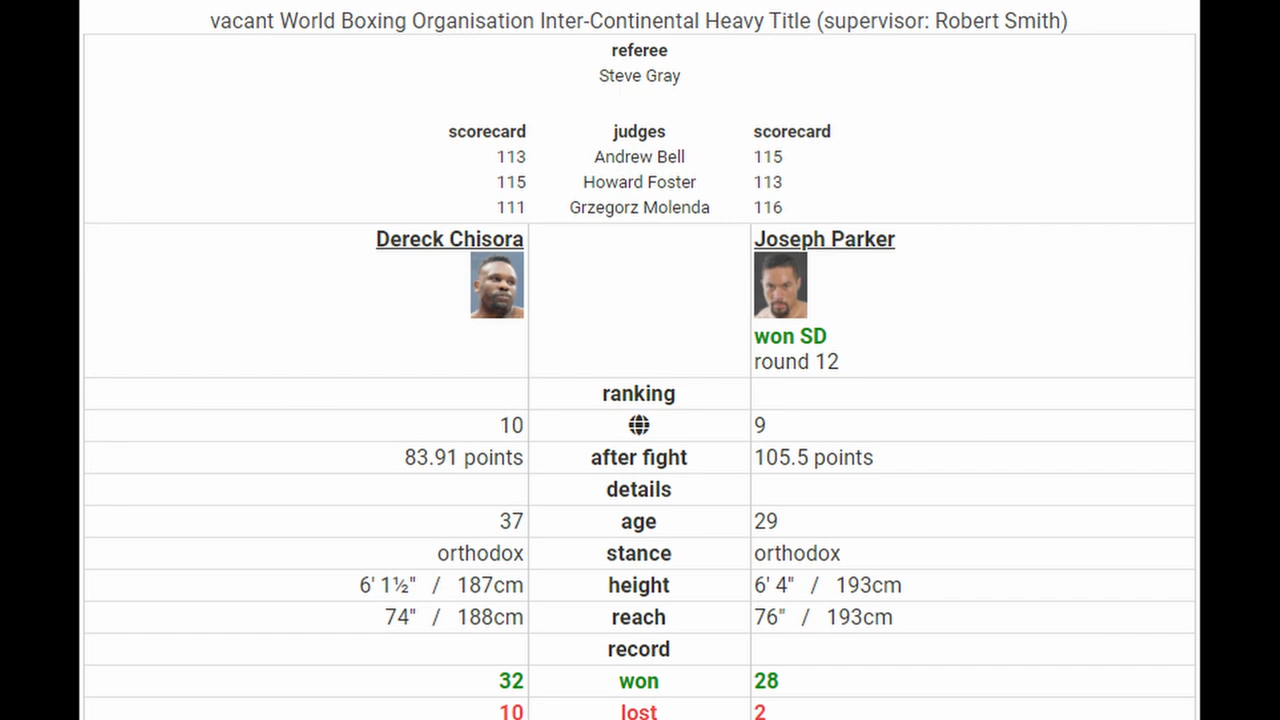 vacant World Boxing Organisation Inter-Continental Heavy Title (supervisor: Robert Smith)
referee
Steve Gray
scorecard judges scorecard
113 Andrew Bell 115
115 Howard Foster 113
111 Grzegorz Molenda 116
Dereck Chisora Joseph Parker
won SD
round 12
ranking
10 9
83.91 points after fight 105.5 points
details
37 age 29
orthodox stance orthodox
6' 1½" / 187cm height 6' 4" / 193cm
74" / 188cm reach 76" / 193cm
record
32 won 28
10 lost 2